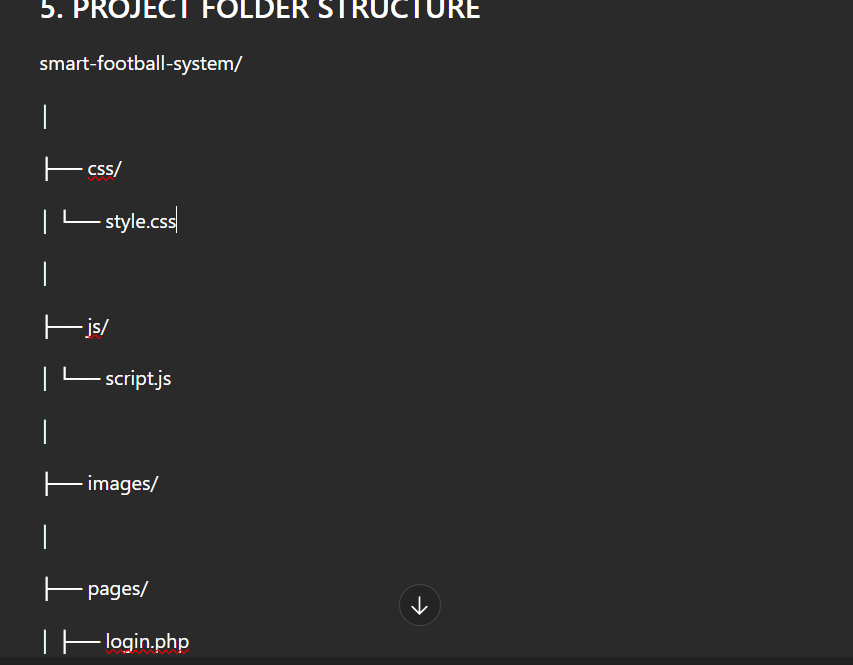 5. PROJECT FOLDER STRUCTURE
smart-football-system/
│
├── css/
│ └── style.css
│
├── js/
│ └── script.js
│
├── images/
│
├── pages/
│ ├── login.php